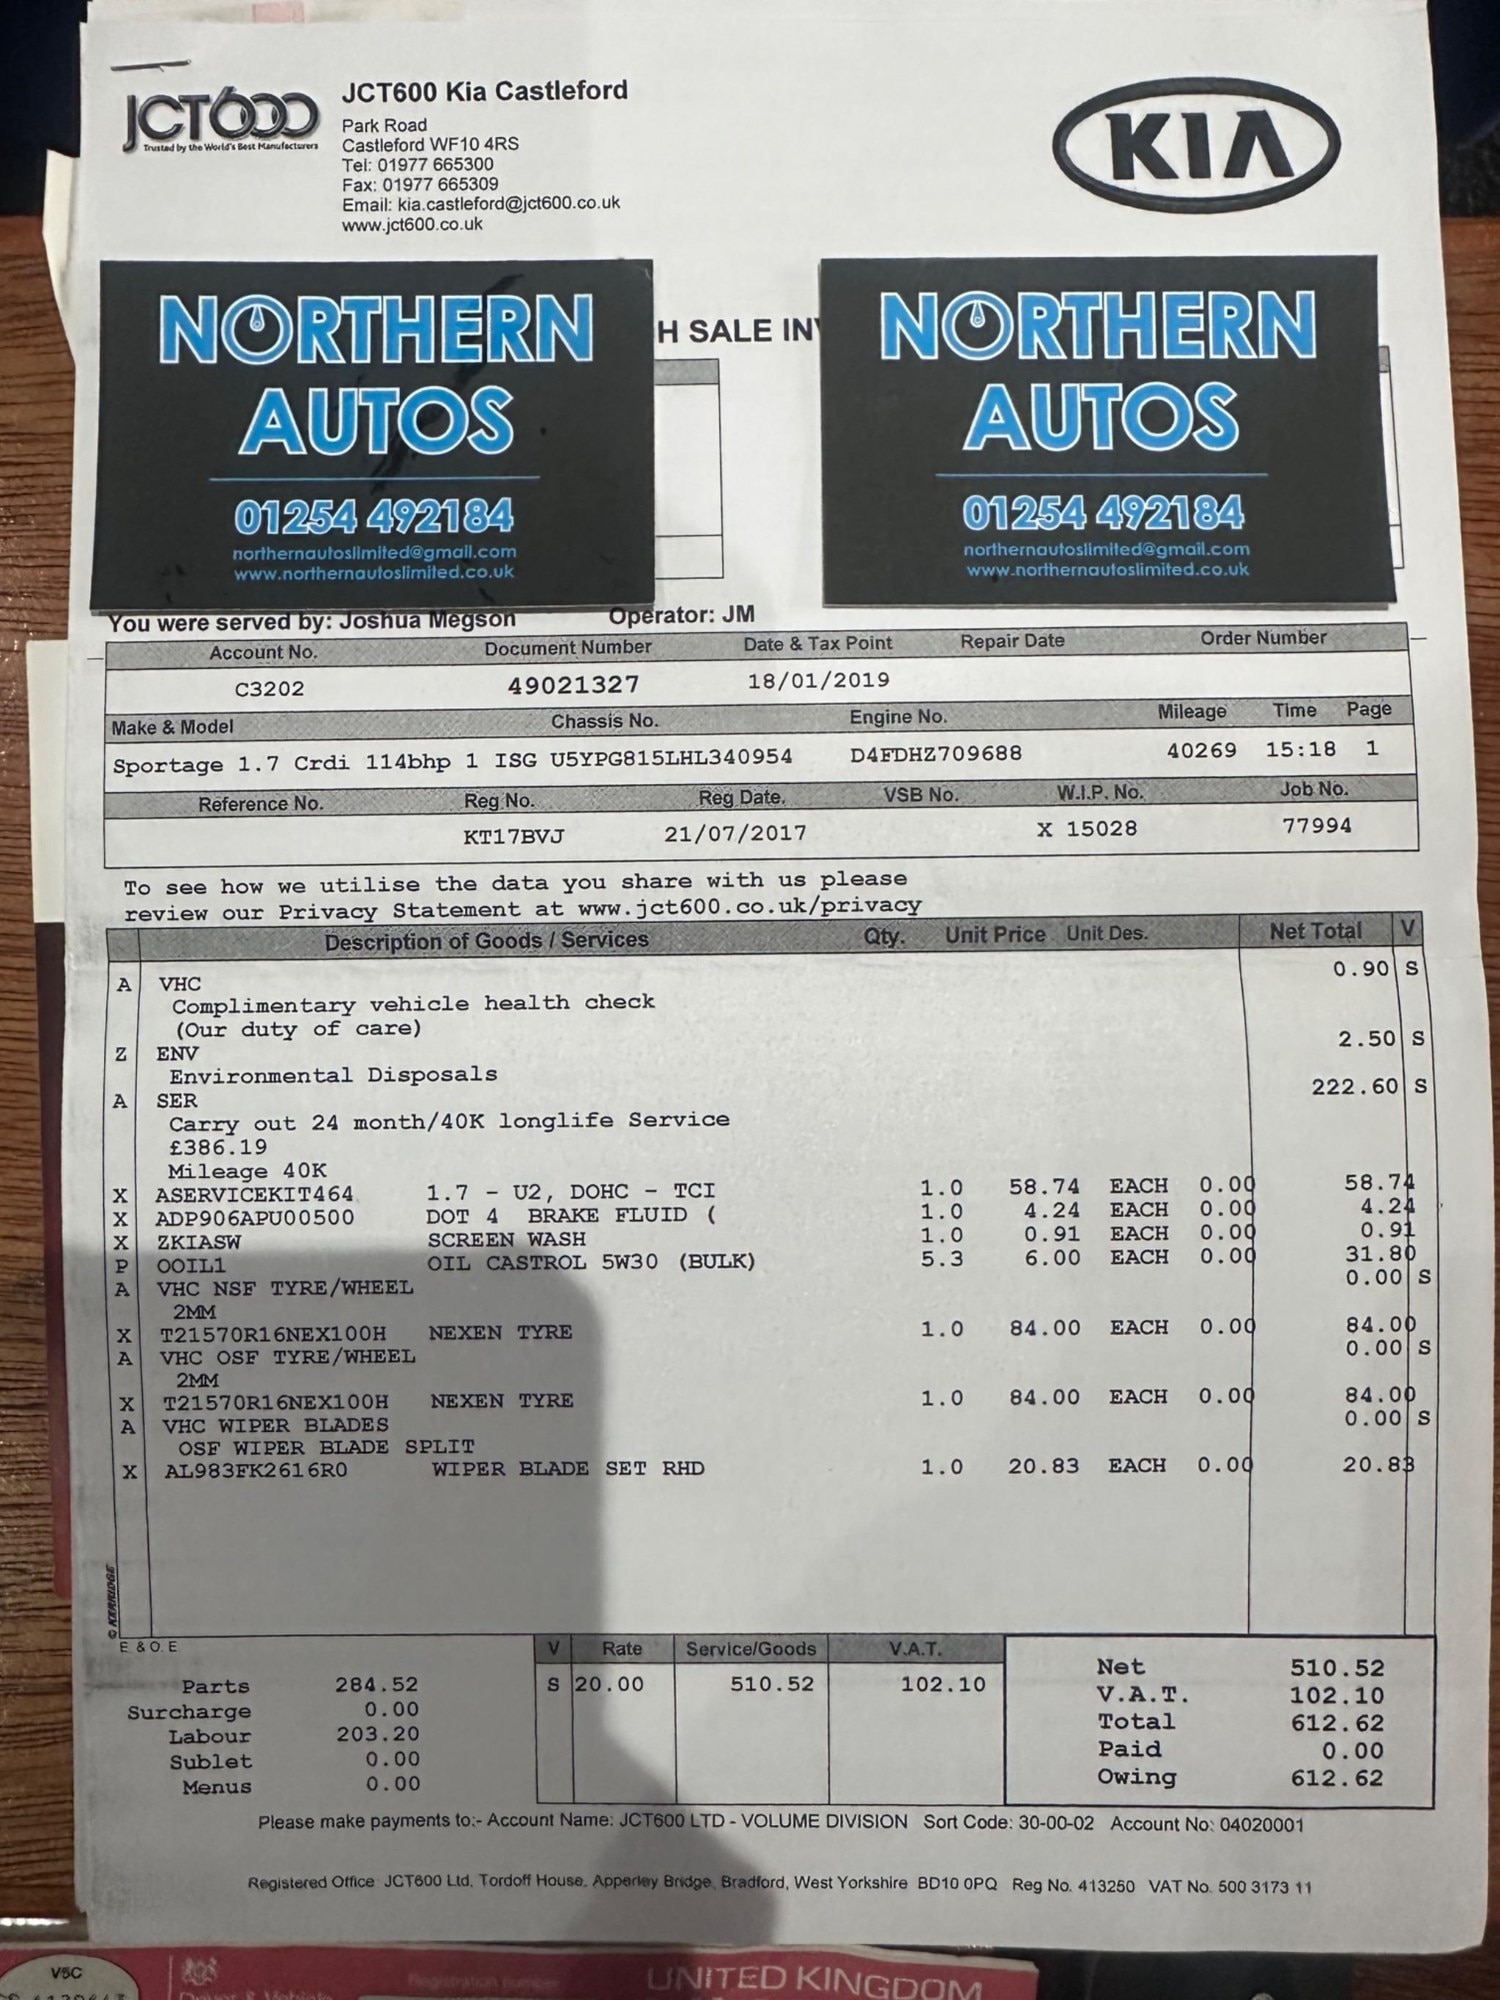 JCT600
Trusted by the World's Best Manufacturers
JCT600 Kia Castleford
Park Road
Castleford WF10 4RS
Tel: 01977 665300
Fax: 01977 665309
Email: kia.castleford@jct600.co.uk
www.jct600.co.uk
KIA
H SALE IN
NORTHERN
AUTOS
01254 492184
northernautoslimited@gmail.com
www.northernautoslimited.co.uk
NORTHERN
AUTOS
01254 492184
northernautoslimited@gmail.com
www.northernautoslimited.co.uk
You were served by: Joshua Megson Operator: JM
Account No. Document Number Date & Tax Point Repair Date Order Number
C3202 49021327 18/01/2019
Make & Model Chassis No. Engine No. Mileage Time Page
Sportage 1.7 Crdi 114bhp 1 ISG U5YPG815LHL340954 D4FDHZ709688 40269 15:18 1
Reference No. Reg No. Reg Date. VSB No. W.I.P. No. Job No.
KT17BVJ 21/07/2017 X 15028 77994
To see how we utilise the data you share with us please
review our Privacy Statement at www.jct600.co.uk/privacy
Description of Goods / Services Qty. Unit Price Unit Des. Net Total V
A VHC 0.90 S
Complimentary vehicle health check
(Our duty of care)
Z ENV 2.50 S
Environmental Disposals
A SER 222.60 S
Carry out 24 month/40K longlife Service
£386.19
Mileage 40K
X ASERVICEKIT464 1.7 - U2, DOHC - TCI 1.0 58.74 EACH 0.00 58.74
X ADP906APU00500 DOT 4 BRAKE FLUID ( 1.0 4.24 EACH 0.00 4.24
X ZKIASW SCREEN WASH 1.0 0.91 EACH 0.00 0.91
P OOIL1 OIL CASTROL 5W30 (BULK) 5.3 6.00 EACH 0.00 31.80
A VHC NSF TYRE/WHEEL 0.00 S
2MM
X T21570R16NEX100H NEXEN TYRE 1.0 84.00 EACH 0.00 84.00
A VHC OSF TYRE/WHEEL 0.00 S
2MM
X T21570R16NEX100H NEXEN TYRE 1.0 84.00 EACH 0.00 84.00
A VHC WIPER BLADES 0.00 S
OSF WIPER BLADE SPLIT
X AL983FK2616R0 WIPER BLADE SET RHD 1.0 20.83 EACH 0.00 20.83
© KERRIDGE
E. & O. E
V Rate Service/Goods V.A.T.
S 20.00 510.52 102.10
Parts 284.52
Surcharge 0.00
Labour 203.20
Sublet 0.00
Menus 0.00
Net 510.52
V.A.T. 102.10
Total 612.62
Paid 0.00
Owing 612.62
Please make payments to:- Account Name: JCT600 LTD - VOLUME DIVISION Sort Code: 30-00-02 Account No: 04020001
Registered Office JCT600 Ltd, Tordoff House, Apperley Bridge, Bradford, West Yorkshire BD10 0PQ Reg No. 413250 VAT No. 500 3173 11
V5C
Registration number
UNITED KINGDOM